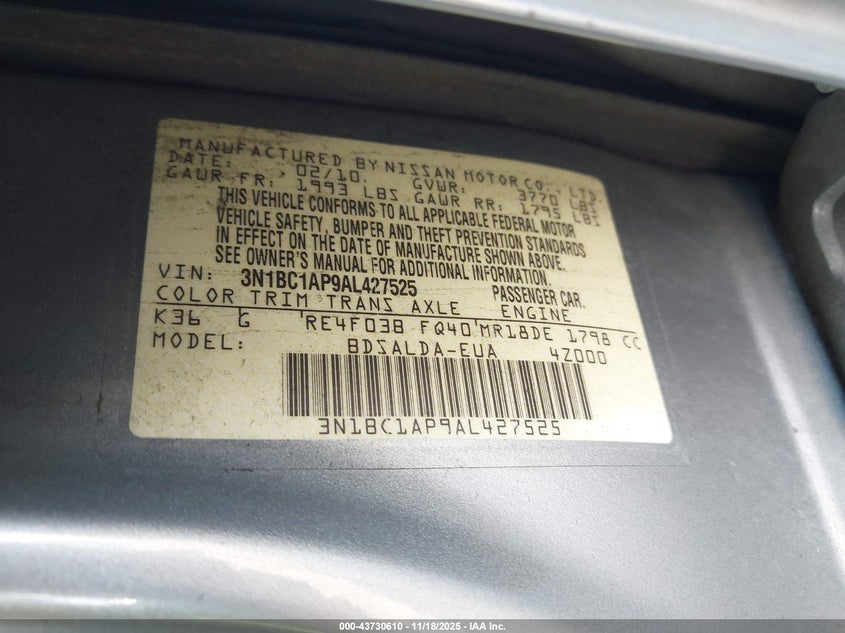 MANUFACTURED BY NISSAN MOTOR CO., LTD.
DATE: 02/10. GVWR: 3770 LBS
GAWR FR: 1993 LBS GAWR RR: 1795 LBS
THIS VEHICLE CONFORMS TO ALL APPLICABLE FEDERAL MOTOR
VEHICLE SAFETY, BUMPER AND THEFT PREVENTION STANDARDS
IN EFFECT ON THE DATE OF MANUFACTURE SHOWN ABOVE.
SEE OWNER'S MANUAL FOR ADDITIONAL INFORMATION.
VIN: 3N1BC1AP9AL427525 PASSENGER CAR.
COLOR TRIM TRANS AXLE ENGINE
K36 G RE4F03B FQ40 MR18DE 1798 CC
MODEL: BDSALDA-EUA 4Z000
3N1BC1AP9AL427525
000-43730610 - 11/18/2025 - IAA Inc.